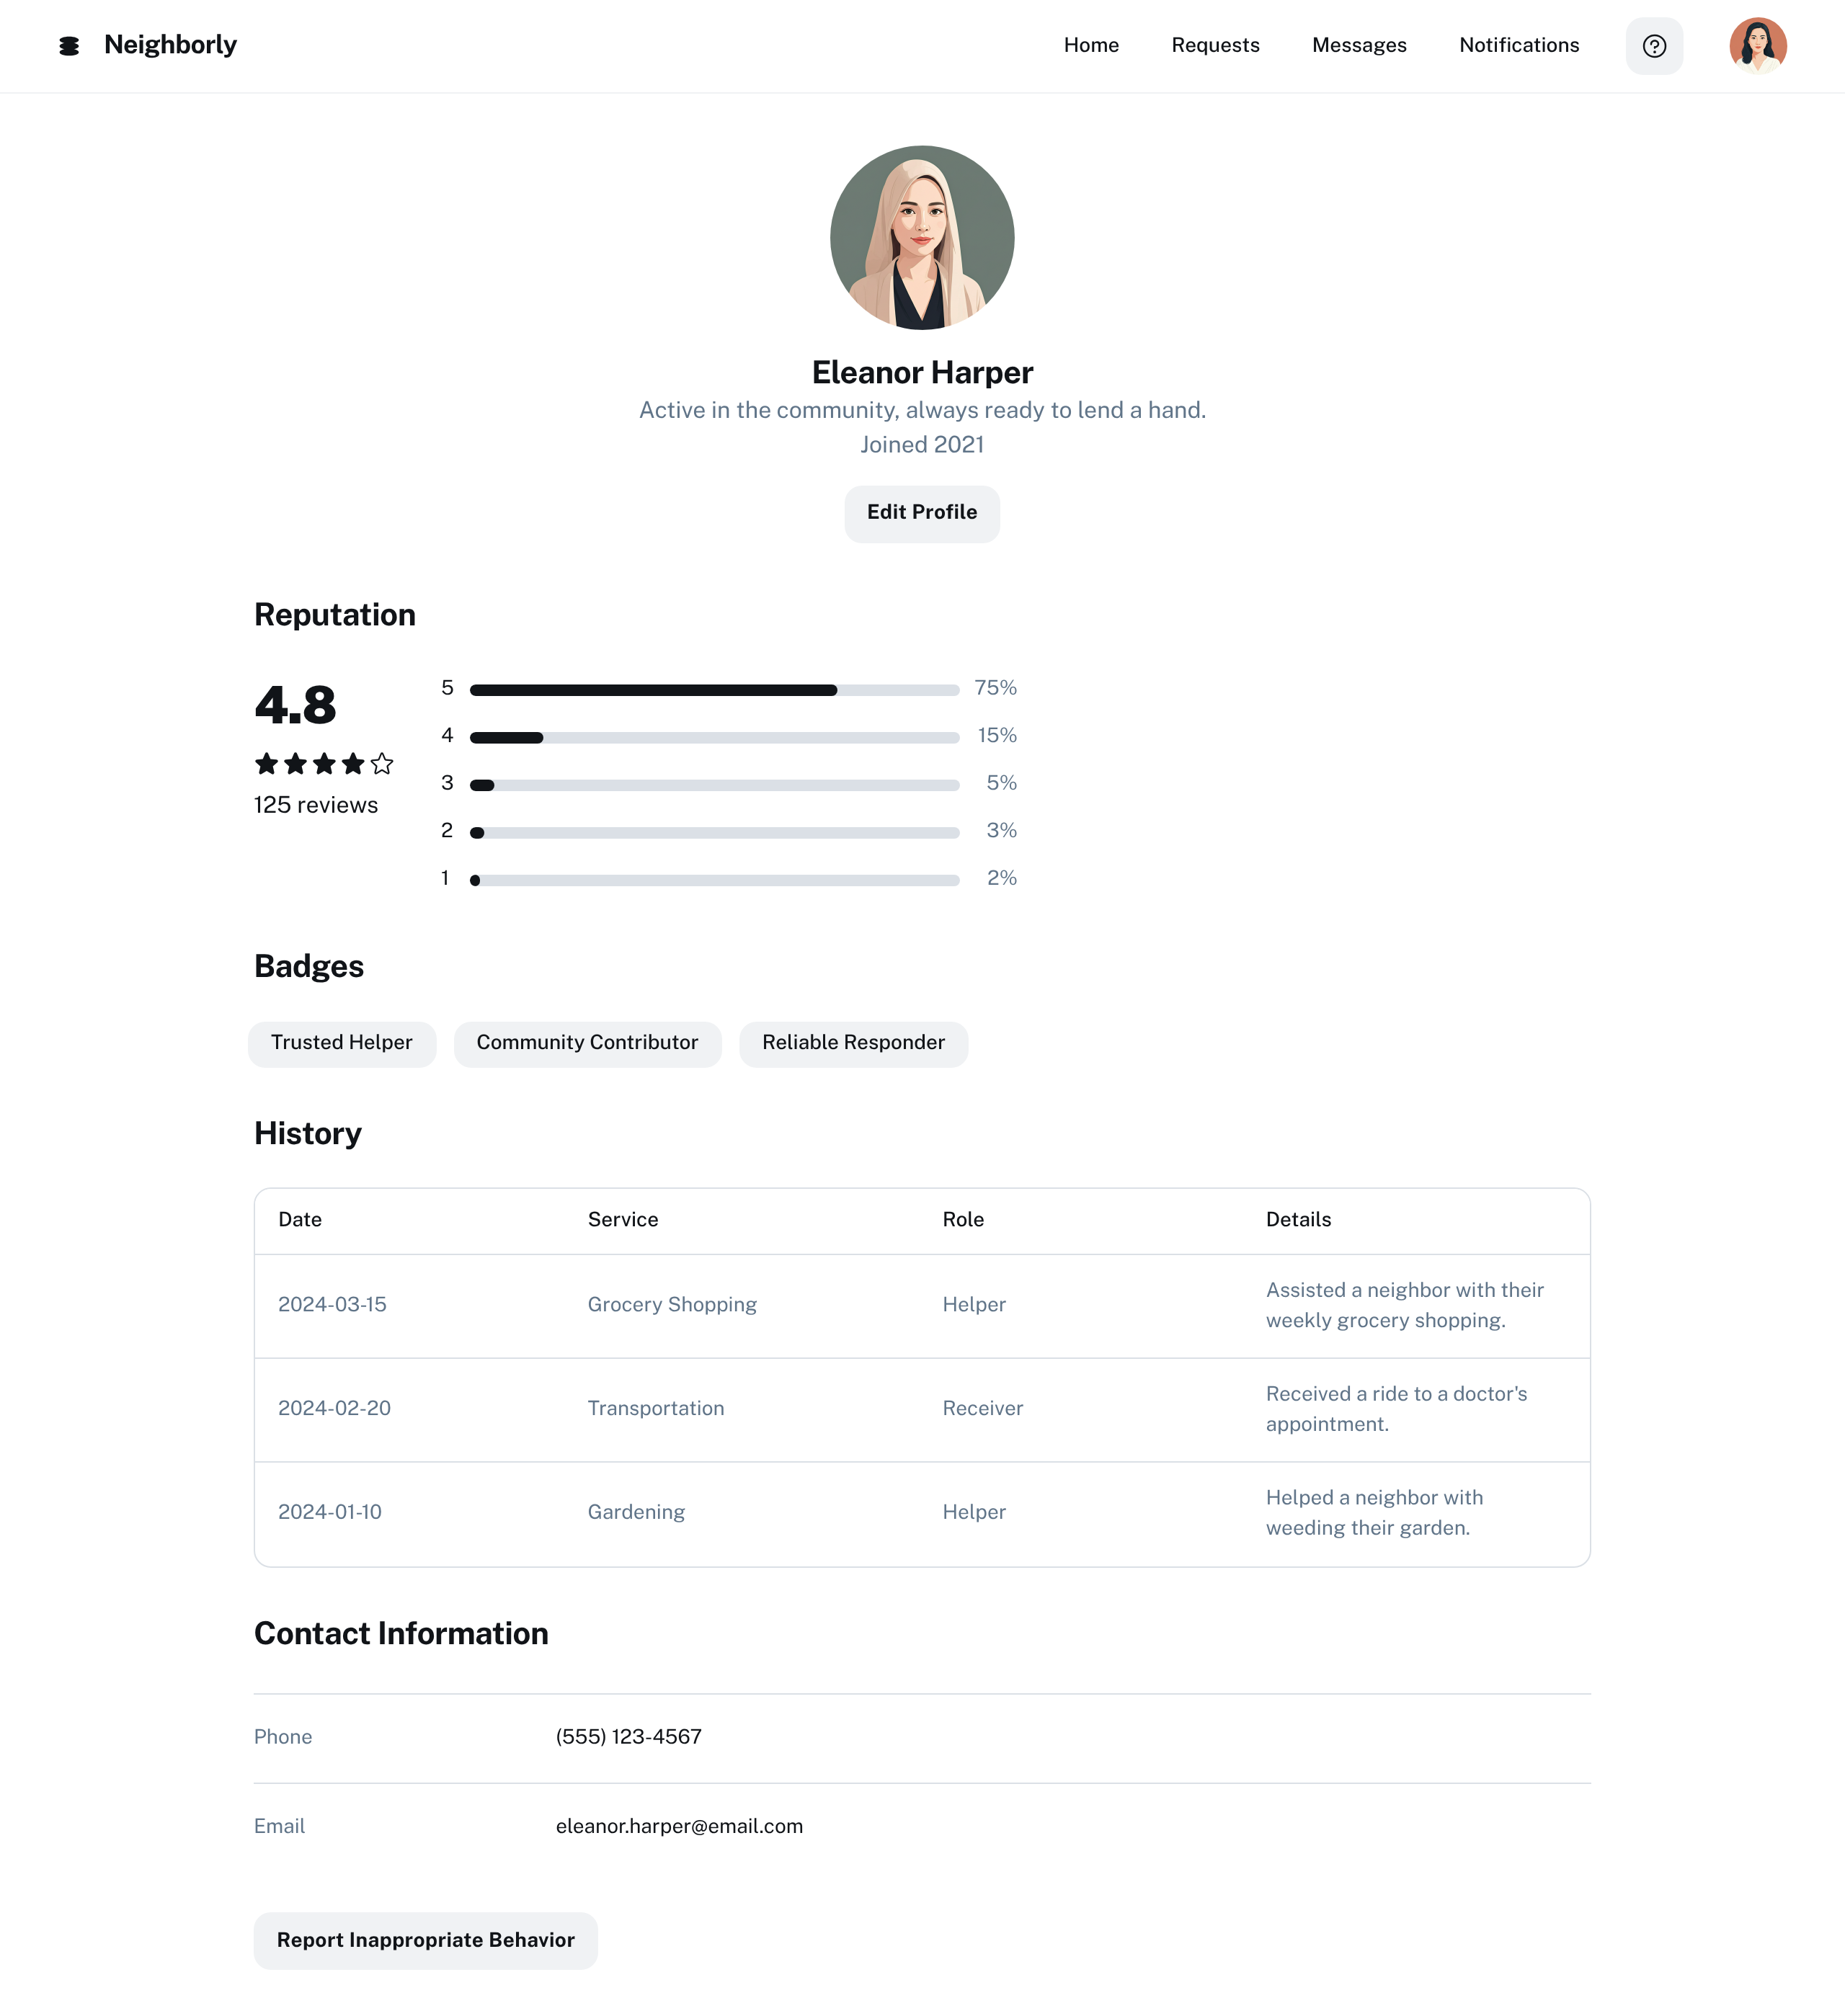 Neighborly
Home Requests Messages Notifications
Eleanor Harper
Active in the community, always ready to lend a hand.
Joined 2021
Edit Profile
Reputation
4.8
125 reviews
5 75%
4 15%
3 5%
2 3%
1 2%
Badges
Trusted Helper Community Contributor Reliable Responder
History
Date Service Role Details
2024-03-15 Grocery Shopping Helper Assisted a neighbor with their
weekly grocery shopping.
2024-02-20 Transportation Receiver Received a ride to a doctor's
appointment.
2024-01-10 Gardening Helper Helped a neighbor with
weeding their garden.
Contact Information
Phone (555) 123-4567
Email eleanor.harper@email.com
Report Inappropriate Behavior